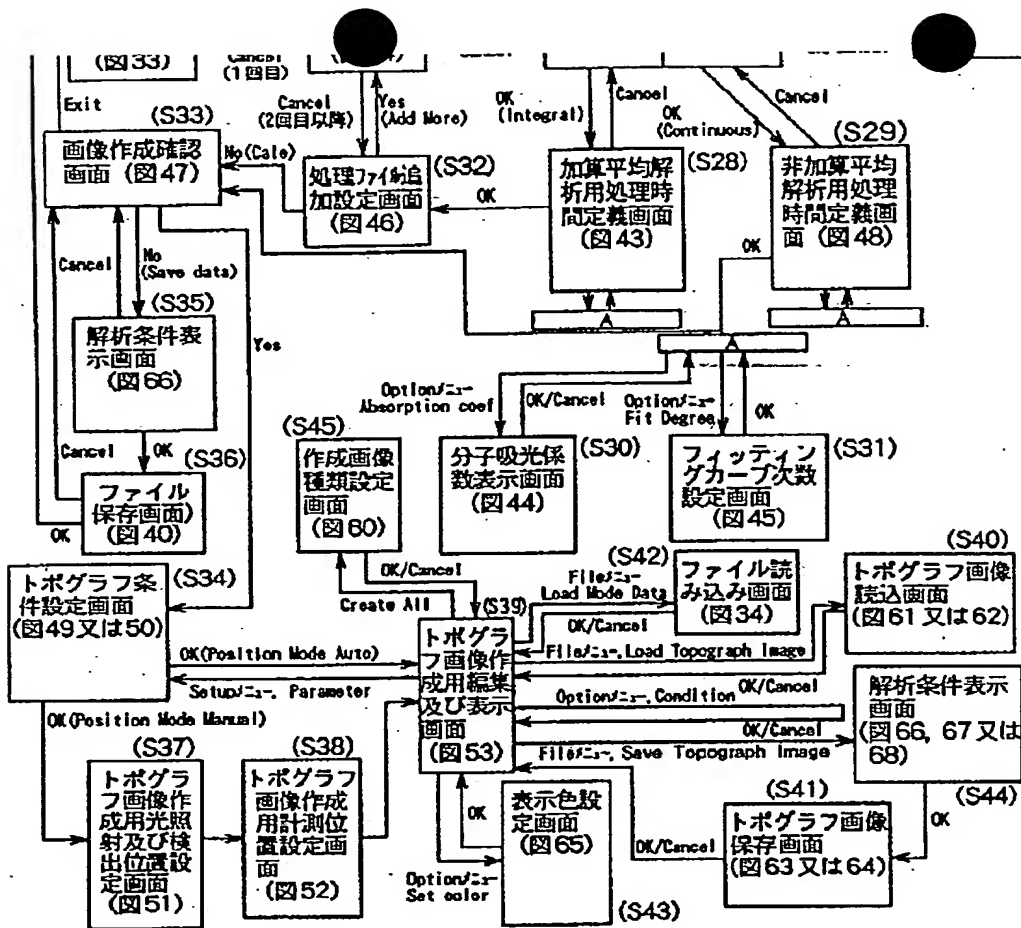 (図33)
Cancel
(1回目)
Exit
(S33)
画像作成確認
画面 (図47)
Cancel
(2回目以降)
Yes
(Add More)
No(Calc)
(S32)
処理ファイル追
加設定画面
(図46)
OK
(Integral)
Cancel
OK
(Continuous)
Cancel
(S28)
加算平均解
析用処理時
間定義画面
(図43)
OK
(S29)
非加算平均
解析用処理
時間定義画
面 (図48)
OK
A
A
A
Cancel
No
(Save data)
(S35)
解析条件表
示画面
(図66)
Yes
Cancel
OK
(S36)
ファイル
保存画面)
(図40)
OK
Optionメニュー
Absorption coef
OK/Cancel
Optionメニュー
Fit Degree
OK
(S30)
分子吸光係
数表示画面
(図44)
(S31)
フィッティン
グカーブ次数
設定画面
(図45)
(S45)
作成画像
種類設定
画面
(図60)
OK/Cancel
Create All
(S34)
トポグラフ条
件設定画面
(図49又は50)
OK(Position Mode Auto)
Setupメニュー, Parameter
OK(Position Mode Manual)
(S37)
トポグラ
フ画像作
成用光照
射及び検
出位置設
定画面
(図51)
(S38)
トポグラフ
画像作成
用計測位
置設定画
面
(図52)
(S39)
トポグラ
フ画像作
成用編集
及び表示
画面
(図53)
Fileメニュー
Load Mode Data
OK/Cancel
(S42)
ファイル読
み込み画面
(図34)
Fileメニュー, Load Topograph Image
OK/Cancel
(S40)
トポグラフ画像
読込画面
(図61又は62)
Optionメニュー, Condition
OK/Cancel
Fileメニュー, Save Topograph Image
解析条件表示
画面
(図66, 67又は
68)
(S44)
OK
(S41)
トポグラフ画像
保存画面
(図63又は64)
OK/Cancel
OK
Optionメニュー
Set color
表示色設
定画面
(図65)
(S43)